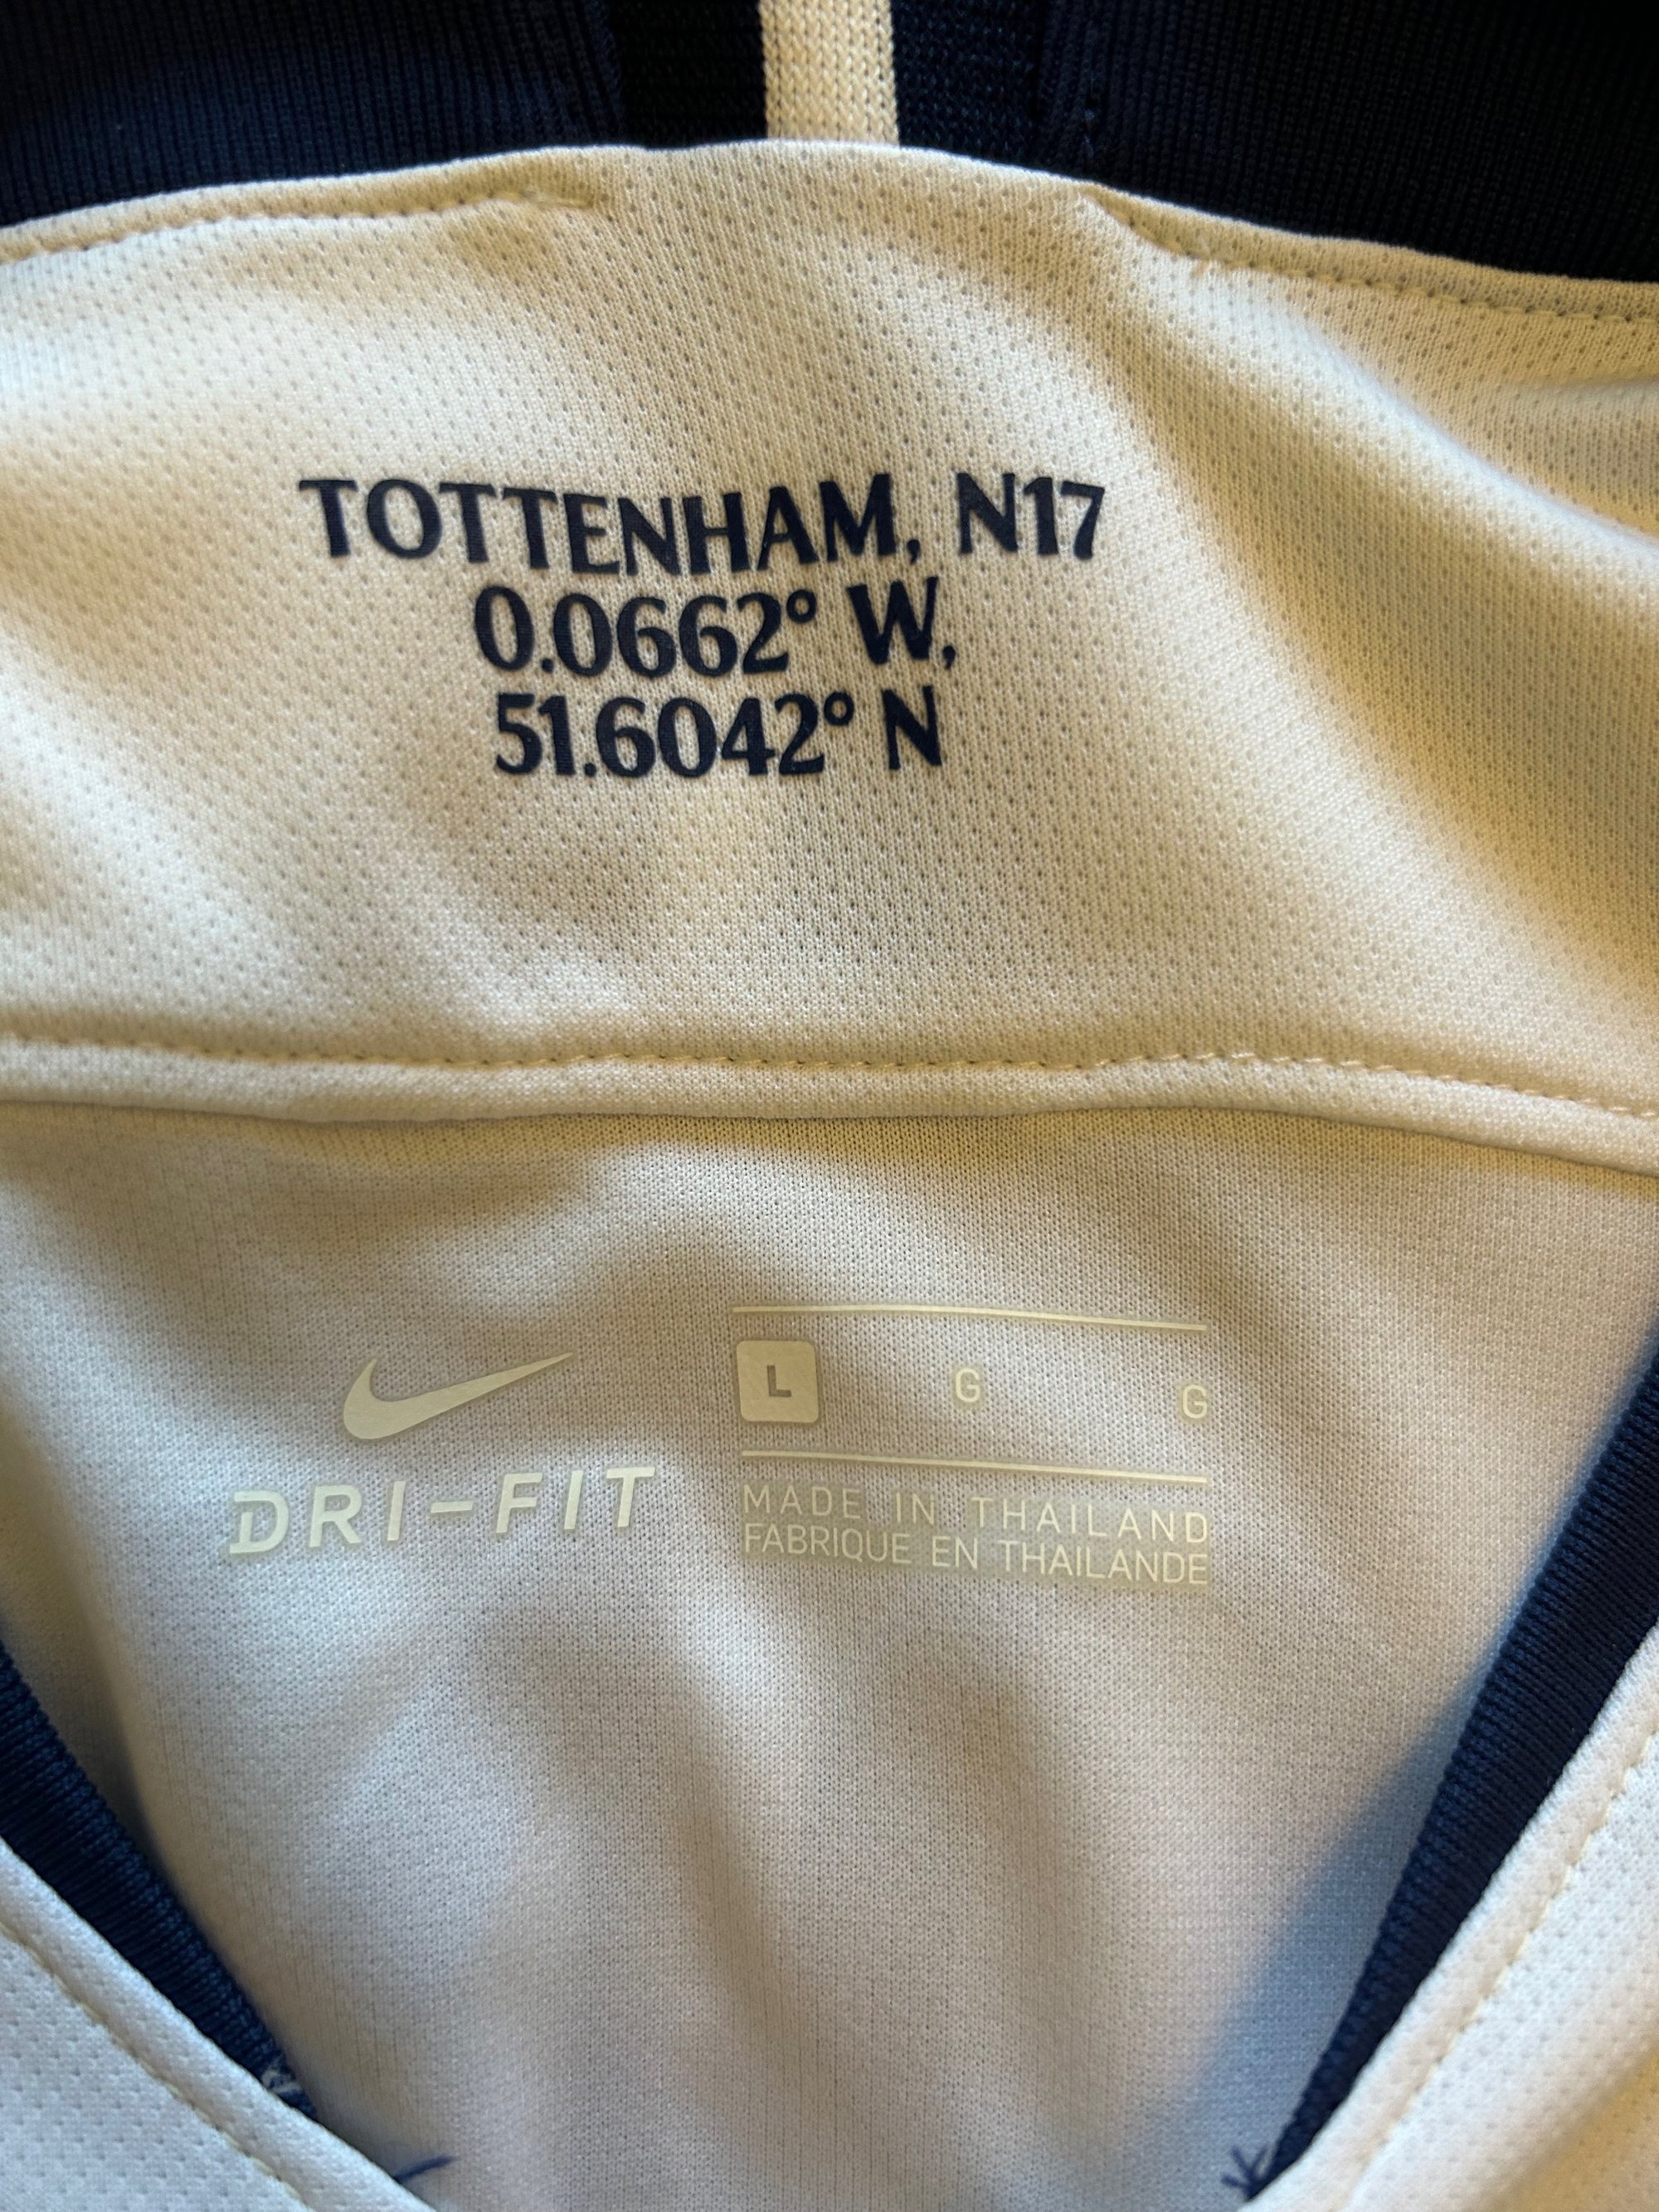 TOTTENHAM, N17
0.0662° W,
51.6042° N
DRI-FIT
L G G
MADE IN THAILAND
FABRIQUE EN THAILANDE